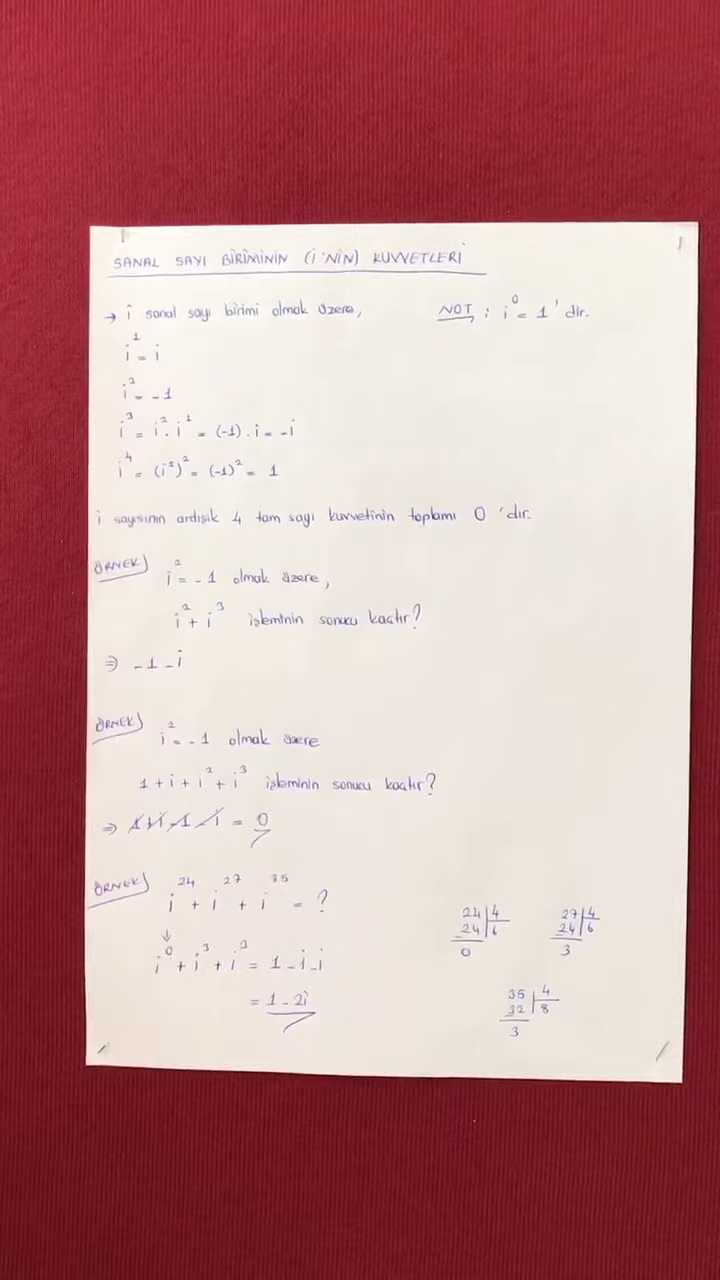 SANAL SAYI BİRİMİNİN (İ'NİN) KUVVETLERİ
→ i sanal sayı birimi olmak üzere, NOT : i⁰ = 1 'dir.
i¹ = i
i² = -1
i³ = i² . i¹ = (-1) . i = -i
i⁴ = (i²)² = (-1)² = 1
i sayısının ardışık 4 tam sayı kuvvetinin toplamı 0 'dır.
ÖRNEK) i² = -1 olmak üzere,
i² + i³ işleminin sonucu kaçtır?
⇒ -1 - i
ÖRNEK) i² = -1 olmak üzere
1 + i + i² + i³ işleminin sonucu kaçtır?
⇒ 1 + i - 1 - i = 0
ÖRNEK) i²⁴ + i²⁷ + i³⁵ = ?
↓
i⁰ + i³ + i³ = 1 - i - i
= 1 - 2i
24 | 4
24 | 6
0
27 | 4
24 | 6
3
35 | 4
32 | 8
3